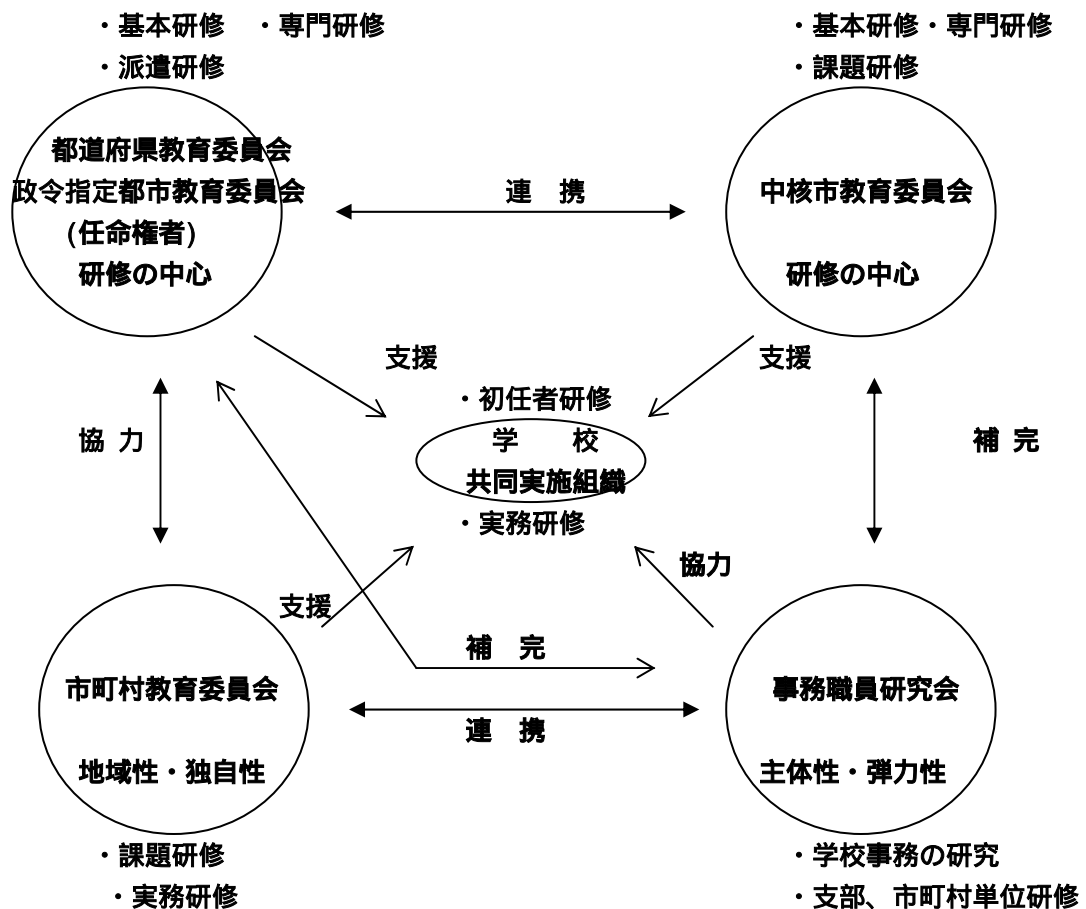 ・基本研修　・専門研修
・派遣研修
都道府県教育委員会
政令指定都市教育委員会
(任命権者)
研修の中心
・基本研修・専門研修
・課題研修
中核市教育委員会
研修の中心
連　携
支援
支援
・初任者研修
学　　校
共同実施組織
・実務研修
協 力
補 完
支援
協力
補　完
連　携
市町村教育委員会
地域性・独自性
・課題研修
・実務研修
事務職員研究会
主体性・弾力性
・学校事務の研究
・支部、市町村単位研修